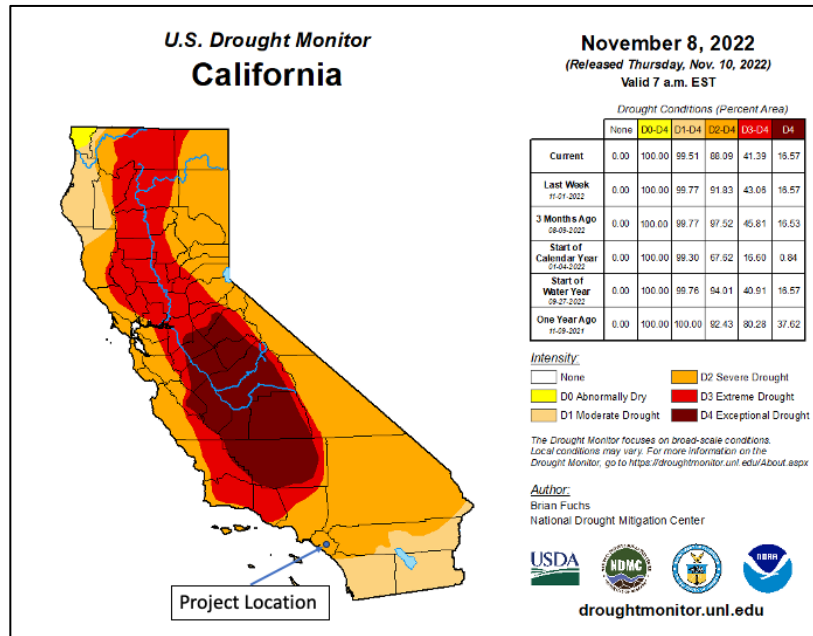 U.S. Drought Monitor
California
November 8, 2022
(Released Thursday, Nov. 10, 2022)
Valid 7 a.m. EST
Drought Conditions (Percent Area)
None D0-D4 D1-D4 D2-D4 D3-D4 D4
Current 0.00 100.00 99.51 88.09 41.39 16.57
Last Week
11-01-2022 0.00 100.00 99.77 91.83 43.06 16.57
3 Months Ago
08-09-2022 0.00 100.00 99.77 97.52 45.81 16.53
Start of
Calendar Year
01-04-2022 0.00 100.00 99.30 67.62 16.60 0.84
Start of
Water Year
09-27-2022 0.00 100.00 99.76 94.01 40.91 16.57
One Year Ago
11-09-2021 0.00 100.00 100.00 92.43 80.28 37.62
Intensity:
None
D0 Abnormally Dry
D1 Moderate Drought
D2 Severe Drought
D3 Extreme Drought
D4 Exceptional Drought
The Drought Monitor focuses on broad-scale conditions.
Local conditions may vary. For more information on the
Drought Monitor, go to https://droughtmonitor.unl.edu/About.aspx
Author:
Brian Fuchs
National Drought Mitigation Center
Project Location
USDA
NDMC
NOAA
droughtmonitor.unl.edu